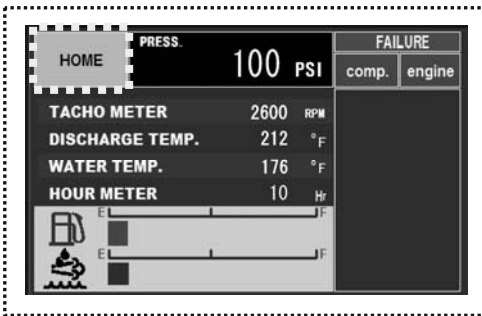 HOME
PRESS.
100 PSI
FAILURE
comp. engine
TACHO METER 2600 RPM
DISCHARGE TEMP. 212 °F
WATER TEMP. 176 °F
HOUR METER 10 Hr
E F
E F